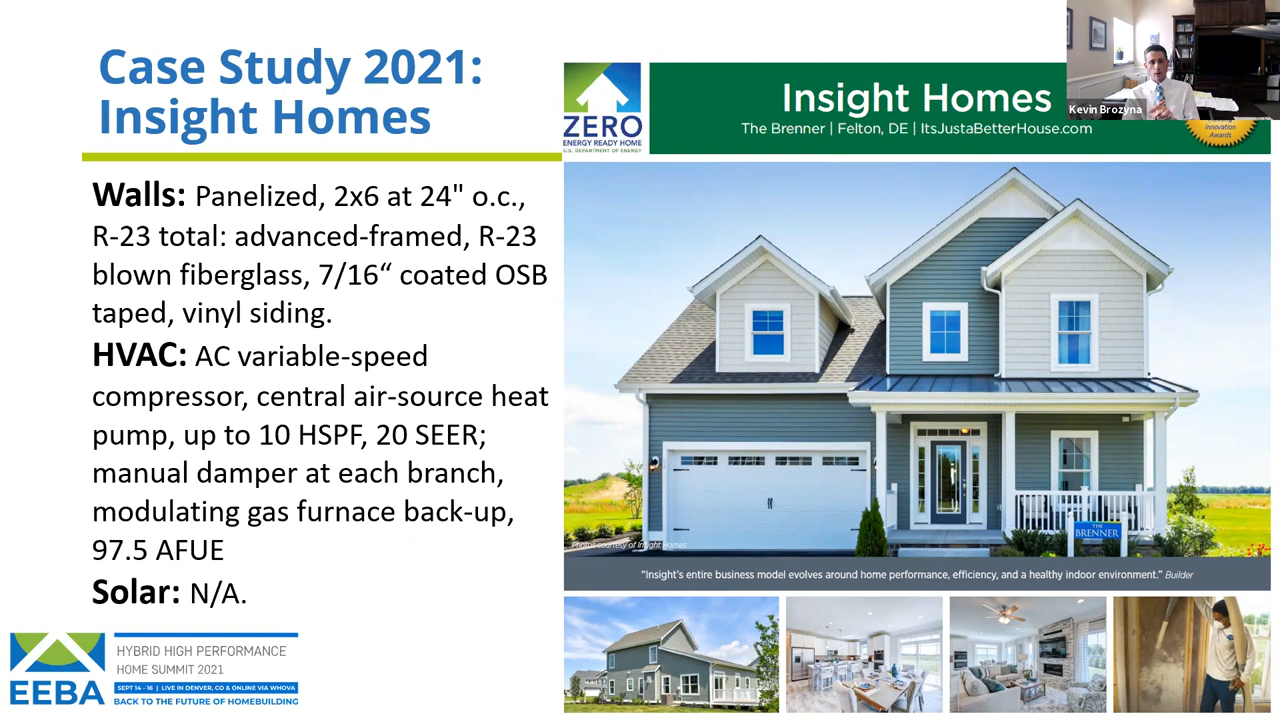 Case Study 2021:
Insight Homes
Walls: Panelized, 2x6 at 24" o.c.,
R-23 total: advanced-framed, R-23
blown fiberglass, 7/16“ coated OSB
taped, vinyl siding.
HVAC: AC variable-speed
compressor, central air-source heat
pump, up to 10 HSPF, 20 SEER;
manual damper at each branch,
modulating gas furnace back-up,
97.5 AFUE
Solar: N/A.
EEBA
HYBRID HIGH PERFORMANCE
HOME SUMMIT 2021
SEPT 14 - 16 | LIVE IN DENVER, CO & ONLINE VIA WHOVA
BACK TO THE FUTURE OF HOMEBUILDING
ZERO
ENERGY READY HOME
U.S. DEPARTMENT OF ENERGY
Insight Homes
The Brenner | Felton, DE | ItsJustaBetterHouse.com
Kevin Brozyna
Innovation
Awards
THE
BRENNER
Photos courtesy of Insight Homes
“Insight’s entire business model evolves around home performance, efficiency, and a healthy indoor environment.” Builder